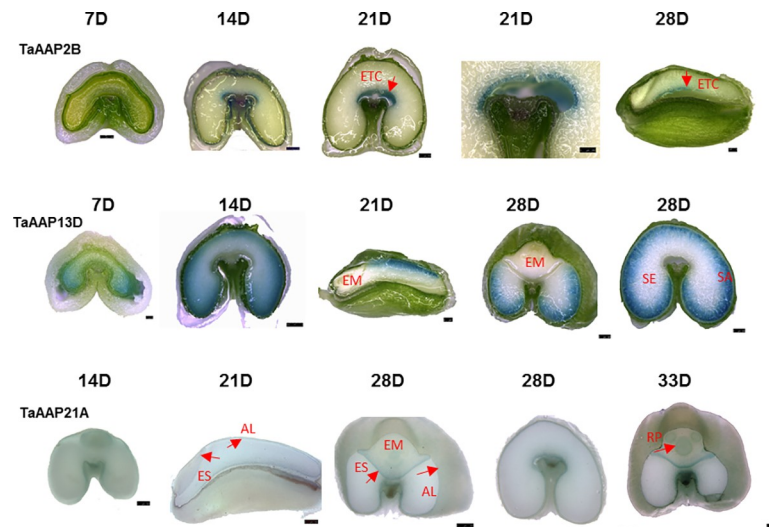 7D 14D 21D 21D 28D
TaAAP2B
ETC
ETC
7D 14D 21D 28D 28D
TaAAP13D
EM
EM
SE SA
14D 21D 28D 28D 33D
TaAAP21A
AL
ES
EM
ES
AL